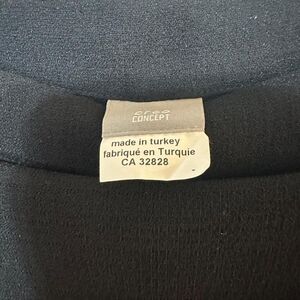 CONCEPT
made in turkey
fabriqué en Turquie
CA 32828